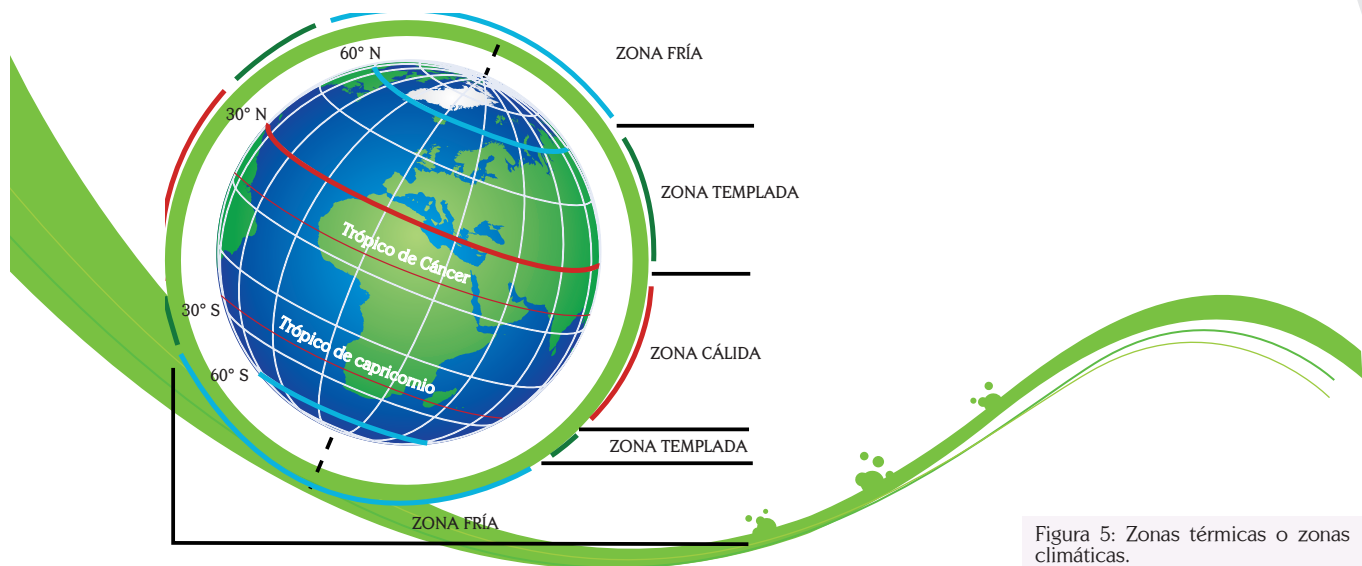 ZONA FRÍA
60° N
30° N
ZONA TEMPLADA
Trópico de Cáncer
30° S
Trópico de capricornio
ZONA CÁLIDA
60° S
ZONA TEMPLADA
ZONA FRÍA
Figura 5: Zonas térmicas o zonas
climáticas.